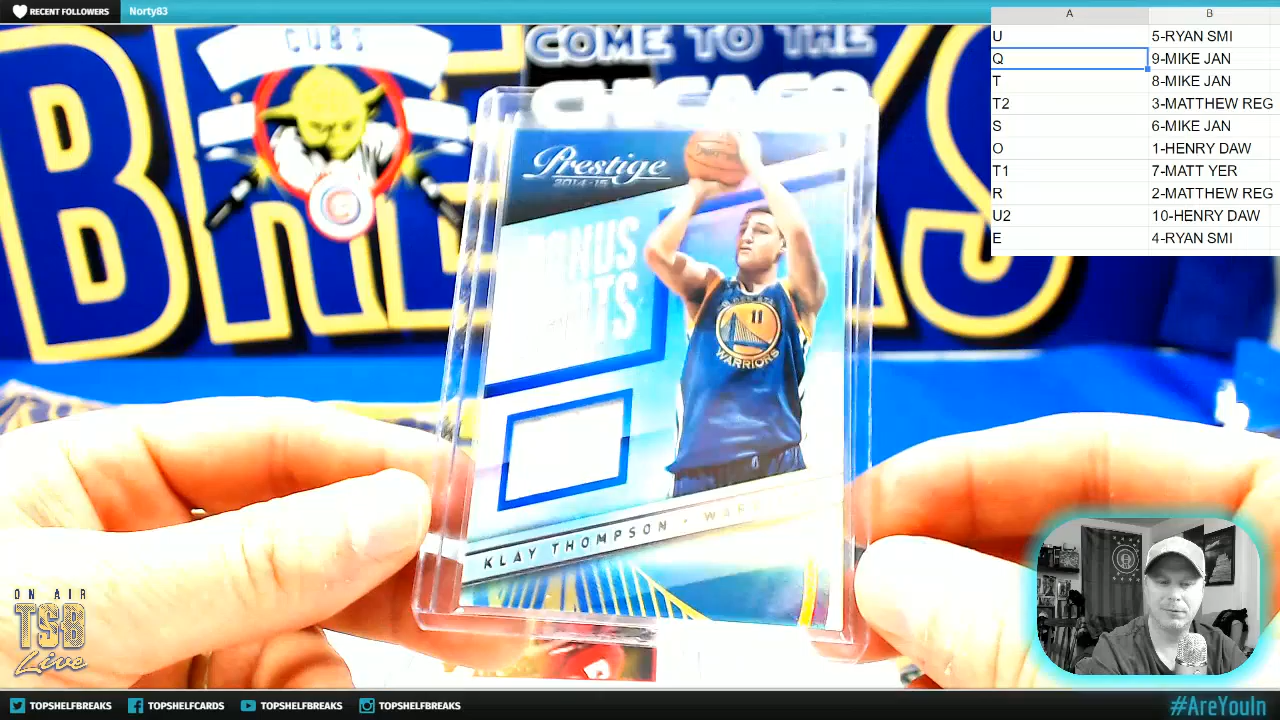 RECENT FOLLOWERS
Norty83
A B
U 5-RYAN SMI
Q 9-MIKE JAN
T 8-MIKE JAN
T2 3-MATTHEW REG
S 6-MIKE JAN
O 1-HENRY DAW
T1 7-MATT YER
R 2-MATTHEW REG
U2 10-HENRY DAW
E 4-RYAN SMI
CUBS
COME TO THE
CHICAGO
Prestige
2014-15
11
WARRIORS
KLAY THOMPSON
ON AIR
TSB
Live
TOPSHELFBREAKS
TOPSHELFCARDS
TOPSHELFBREAKS
TOPSHELFBREAKS
#AreYouIn